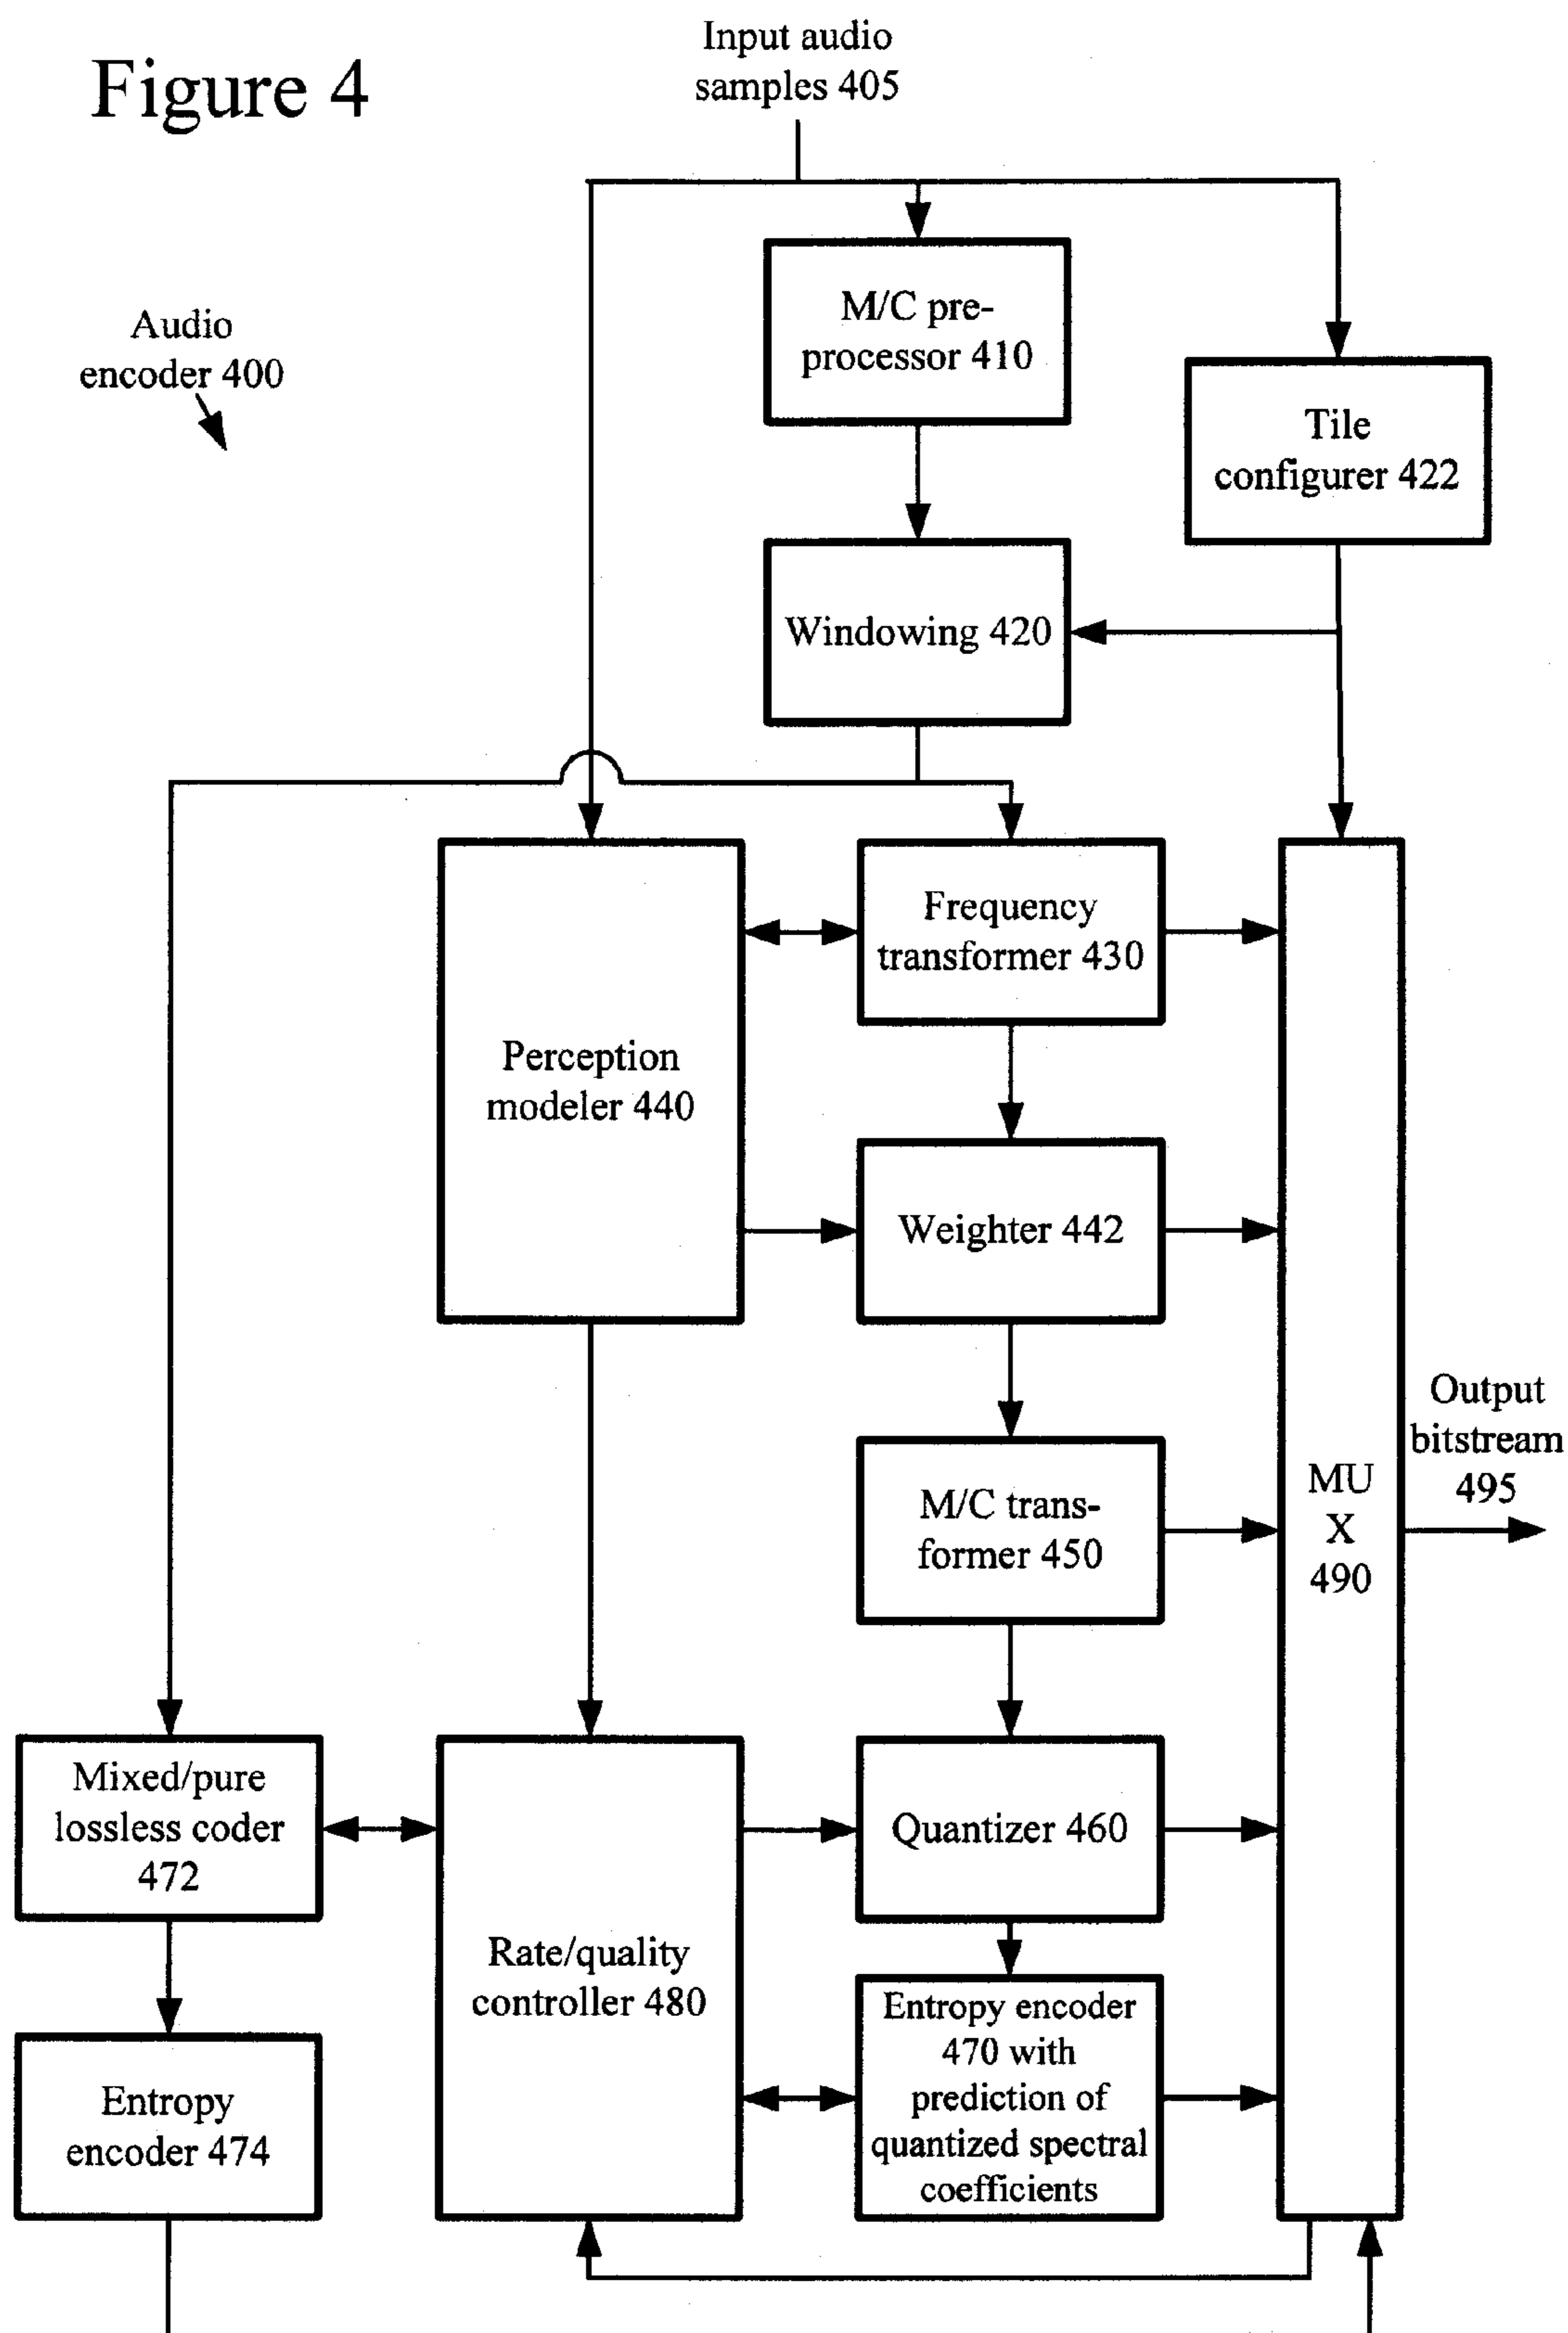 Figure 4
Input audio
samples 405
Audio
encoder 400
M/C pre-
processor 410
Tile
configurer 422
Windowing 420
Perception
modeler 440
Frequency
transformer 430
Weighter 442
M/C trans-
former 450
MU
X
490
Output
bitstream
495
Mixed/pure
lossless coder
472
Rate/quality
controller 480
Quantizer 460
Entropy
encoder 474
Entropy encoder
470 with
prediction of
quantized spectral
coefficients